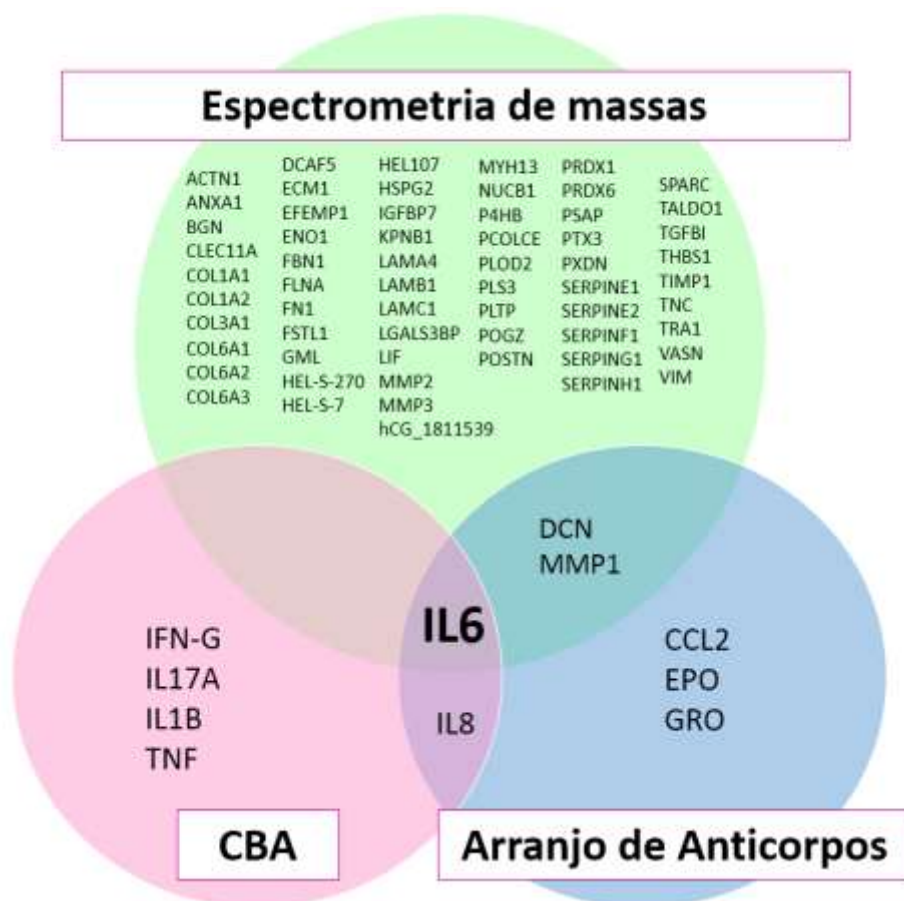 Espectrometria de massas
ACTN1
ANXA1
BGN
CLEC11A
COL1A1
COL1A2
COL3A1
COL6A1
COL6A2
COL6A3
DCAF5
ECM1
EFEMP1
ENO1
FBN1
FLNA
FN1
FSTL1
GML
HEL-S-270
HEL-S-7
HEL107
HSPG2
IGFBP7
KPNB1
LAMA4
LAMB1
LAMC1
LGALS3BP
LIF
MMP2
MMP3
hCG_1811539
MYH13
NUCB1
P4HB
PCOLCE
PLOD2
PLS3
PLTP
POGZ
POSTN
PRDX1
PRDX6
PSAP
PTX3
PXDN
SERPINE1
SERPINE2
SERPINF1
SERPING1
SERPINH1
SPARC
TALDO1
TGFBI
THBS1
TIMP1
TNC
TRA1
VASN
VIM
DCN
MMP1
IL6
IL8
IFN-G
IL17A
IL1B
TNF
CCL2
EPO
GRO
CBA
Arranjo de Anticorpos